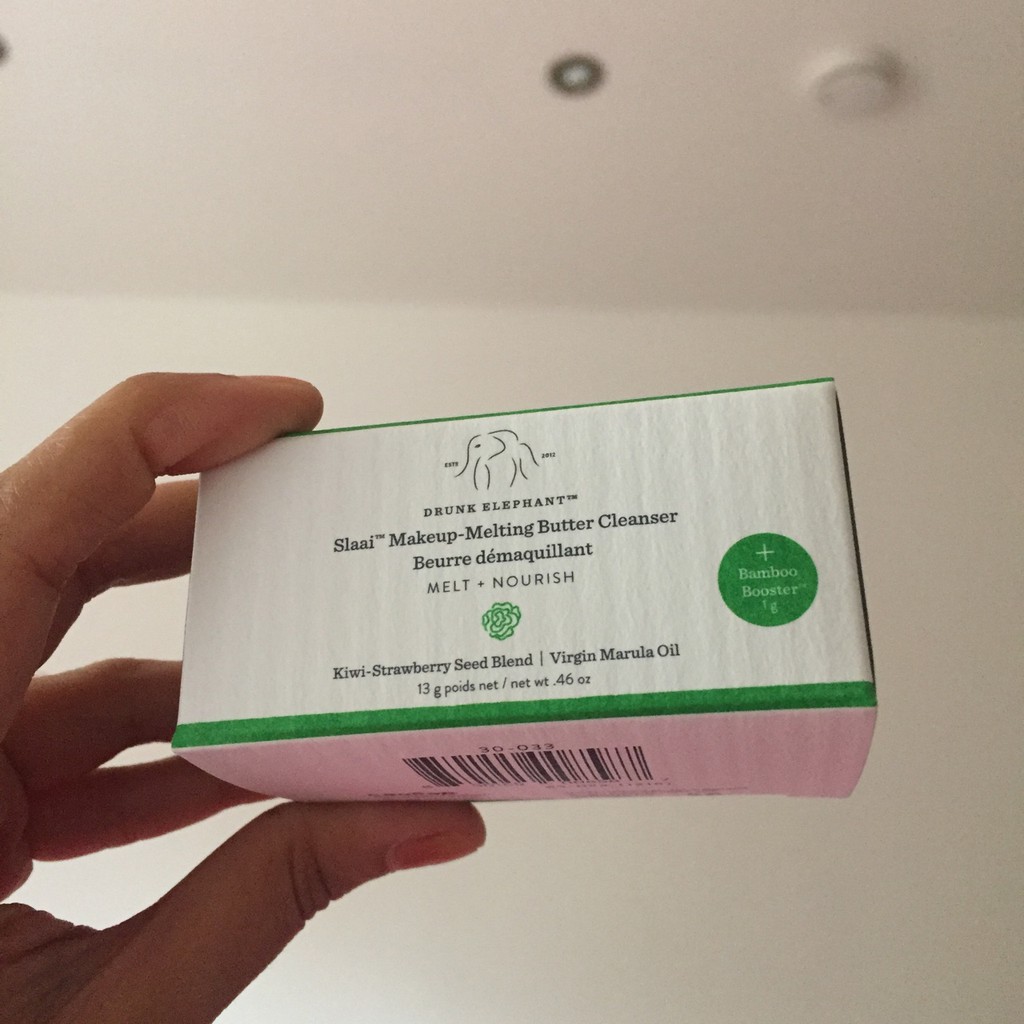 ESTD 2012
DRUNK ELEPHANT™
Slaai™ Makeup-Melting Butter Cleanser
Beurre démaquillant
MELT + NOURISH
+
Bamboo
Booster™
1 g
Kiwi-Strawberry Seed Blend | Virgin Marula Oil
13 g poids net / net wt .46 oz
30-033